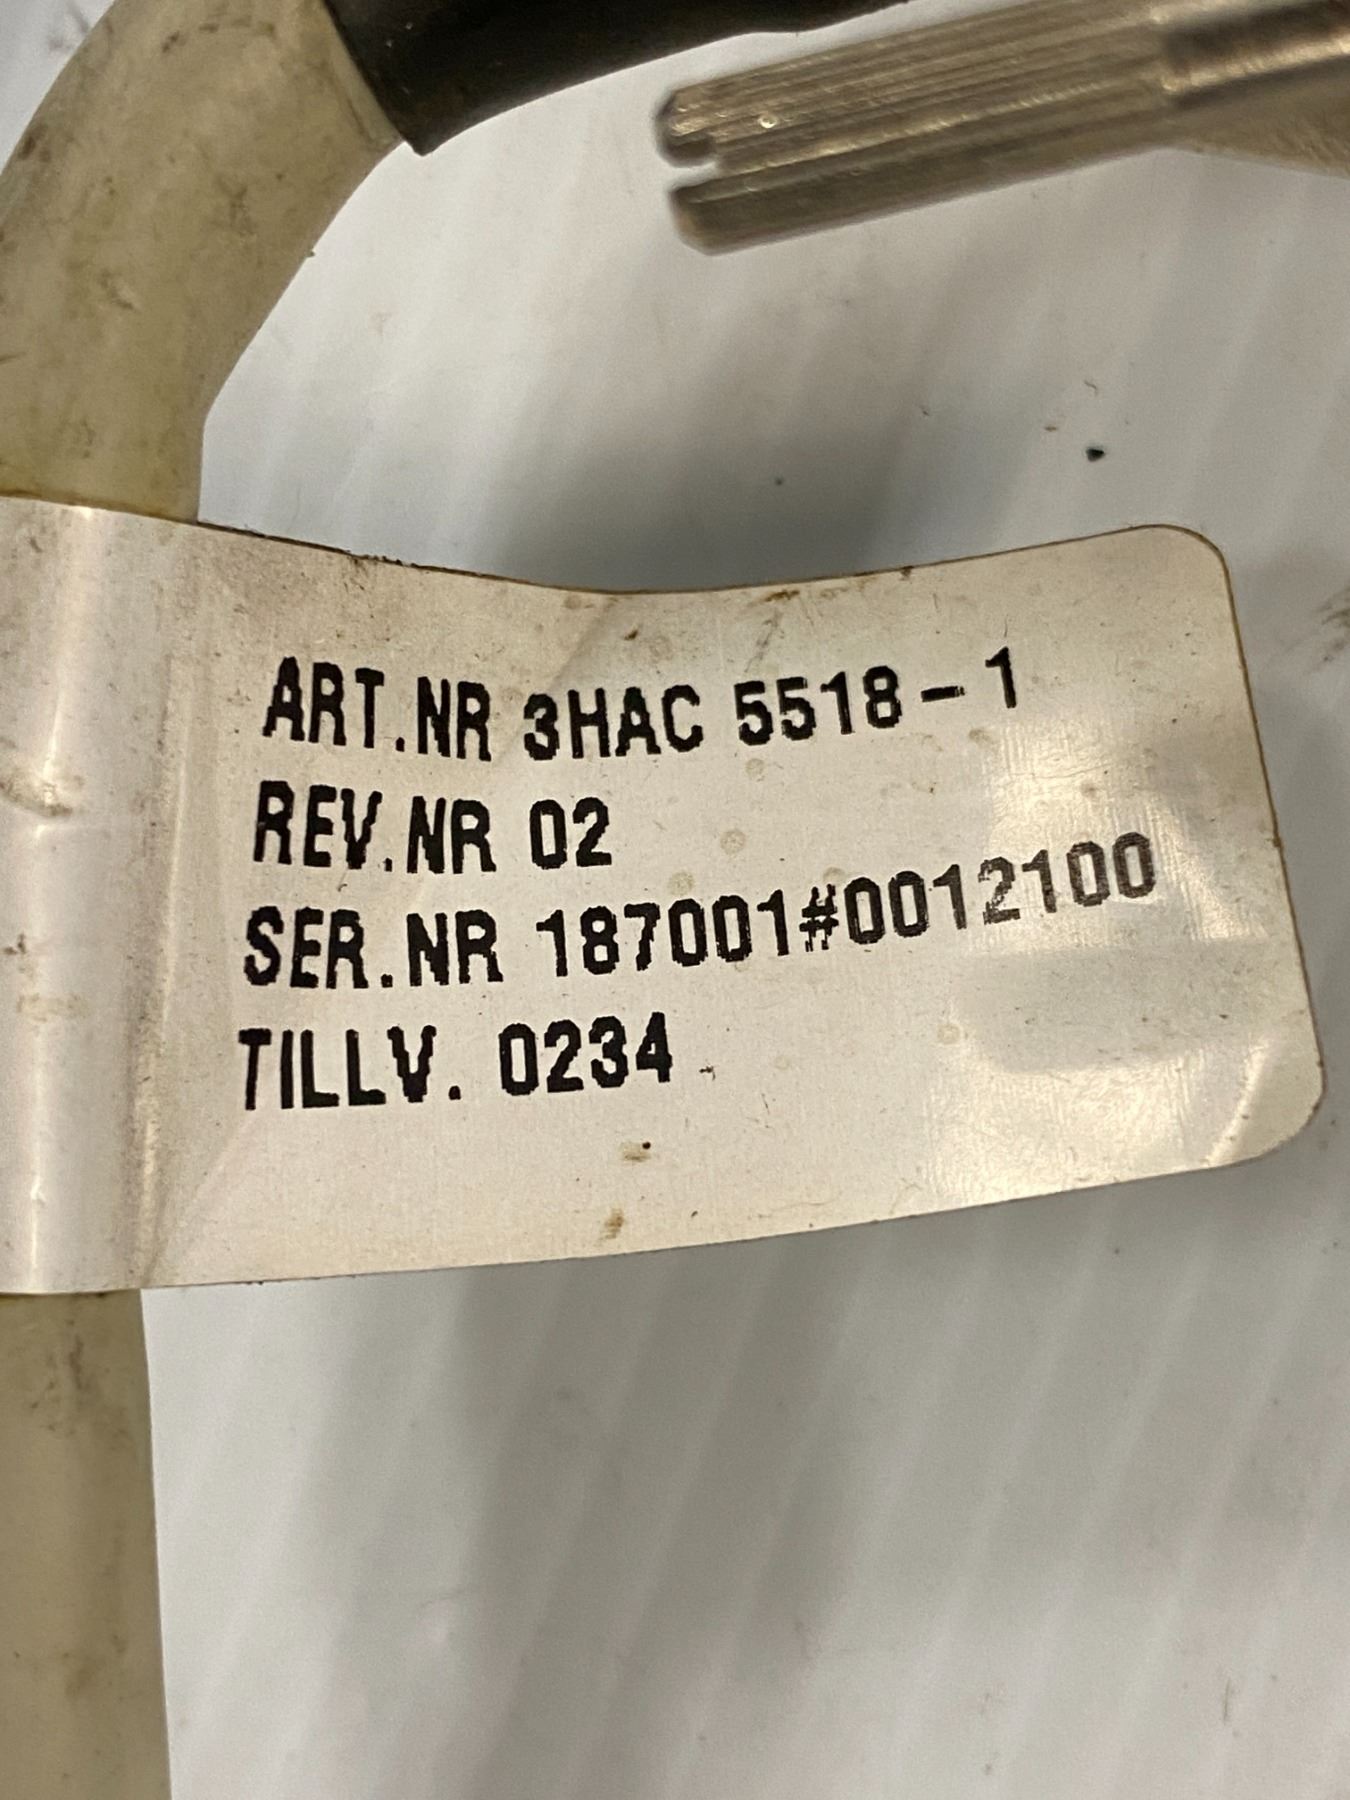 ART.NR 3HAC 5518-1
REV.NR 02
SER.NR 187001#0012100
TILLV. 0234